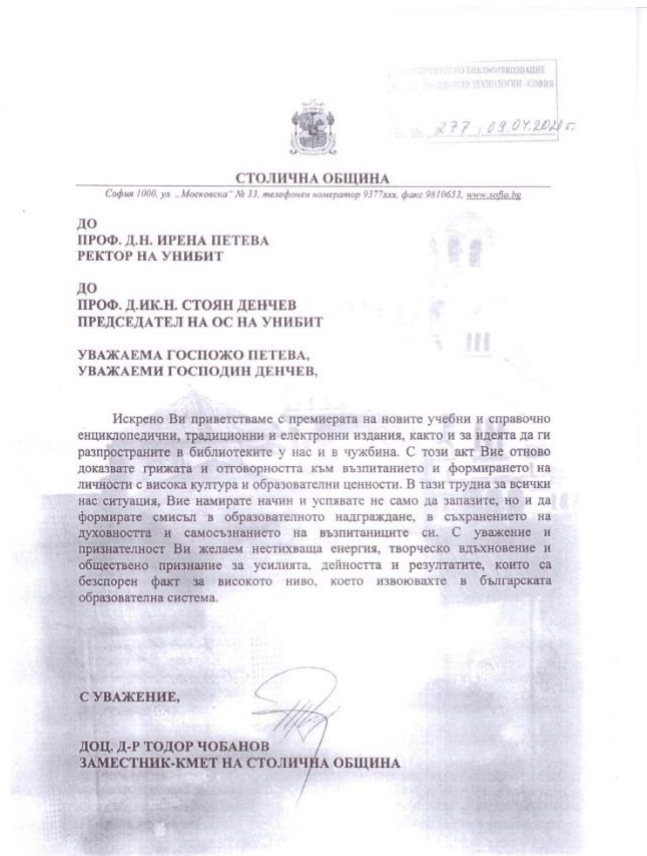 УНИВЕРСИТЕТ ПО БИБЛИОТЕКОЗНАНИЕ
ТЕХНОЛОГИИ - СОФИЯ
277 / 09.04.2020 г.
СТОЛИЧНА ОБЩИНА
София 1000, ул. „Московска" № 33, телефонен номератор 9377ххх, факс 9810653, www.sofia.bg
ДО
ПРОФ. Д.Н. ИРЕНА ПЕТЕВА
РЕКТОР НА УНИБИТ
ДО
ПРОФ. Д.ИК.Н. СТОЯН ДЕНЧЕВ
ПРЕДСЕДАТЕЛ НА ОС НА УНИБИТ
УВАЖАЕМА ГОСПОЖО ПЕТЕВА,
УВАЖАЕМИ ГОСПОДИН ДЕНЧЕВ,
Искрено Ви приветстваме с премиерата на новите учебни и справочно
енциклопедични, традиционни и електронни издания, както и за идеята да ги
разпространите в библиотеките у нас и в чужбина. С този акт Вие отново
доказвате грижата и отговорността към възпитанието и формирането на
личности с висока култура и образователни ценности. В тази трудна за всички
нас ситуация, Вие намирате начин и успявате не само да запазите, но и да
формирате смисъл в образователното надграждане, в съхранението на
духовността и самосъзнанието на възпитаниците си. С уважение и
признателност Ви желаем нестихваща енергия, творческо вдъхновение и
обществено признание за усилията, дейността и резултатите, които са
безспорен факт за високото ниво, което извоювахте в българската
образователна система.
С УВАЖЕНИЕ,
ДОЦ. Д-Р ТОДОР ЧОБАНОВ
ЗАМЕСТНИК-КМЕТ НА СТОЛИЧНА ОБЩИНА